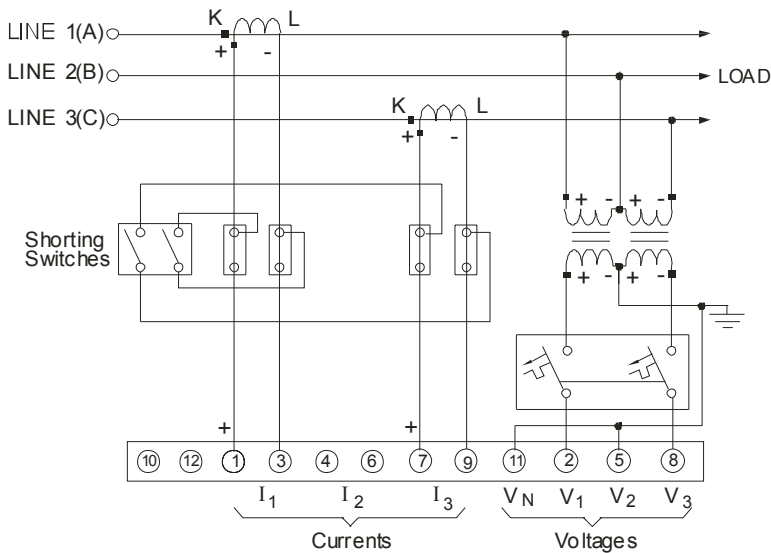 K L
LINE 1(A)
+ -
LINE 2(B)
LOAD
K L
LINE 3(C)
+ -
+ - + -
Shorting
Switches
+ - + -
+ +
10 12 1 3 4 6 7 9 11 2 5 8
I1 I2 I3 VN V1 V2 V3
Currents Voltages